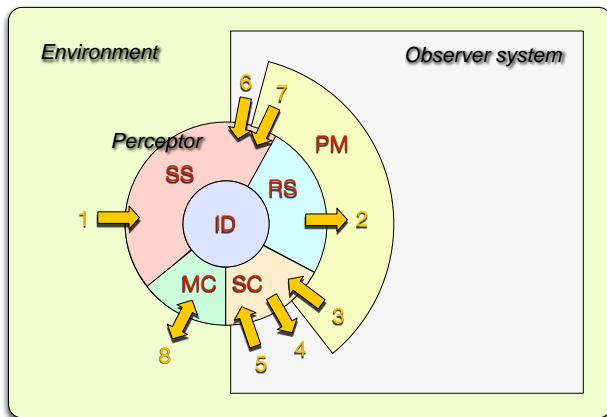 Environment
Observer system
6
7
Perceptor
PM
SS
RS
1
ID
2
MC
SC
3
4
8
5